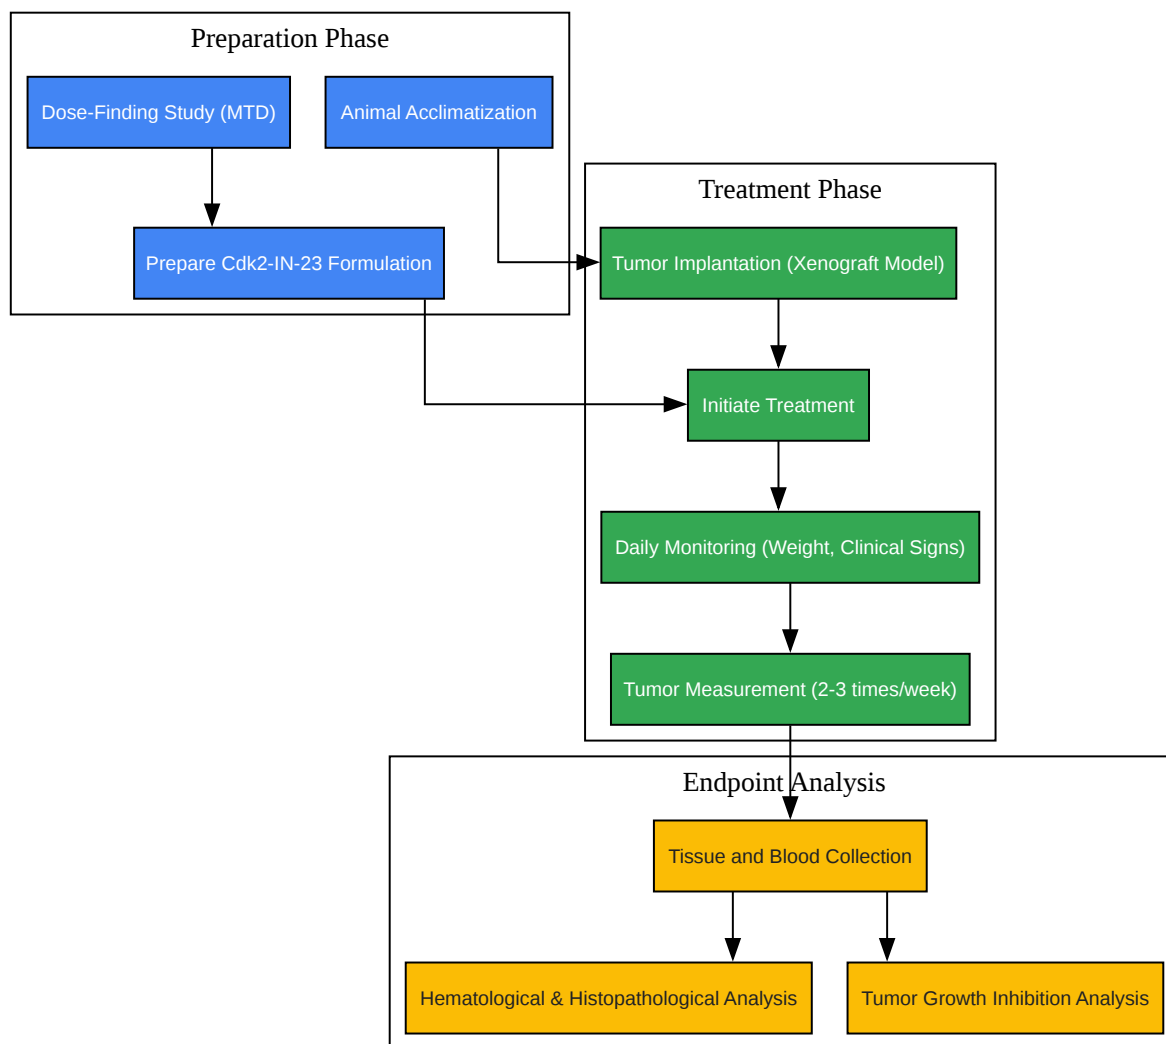 Preparation Phase
Dose-Finding Study (MTD)
Animal Acclimatization
Prepare Cdk2-IN-23 Formulation
Treatment Phase
Tumor Implantation (Xenograft Model)
Initiate Treatment
Daily Monitoring (Weight, Clinical Signs)
Tumor Measurement (2-3 times/week)
Endpoint Analysis
Tissue and Blood Collection
Hematological & Histopathological Analysis
Tumor Growth Inhibition Analysis